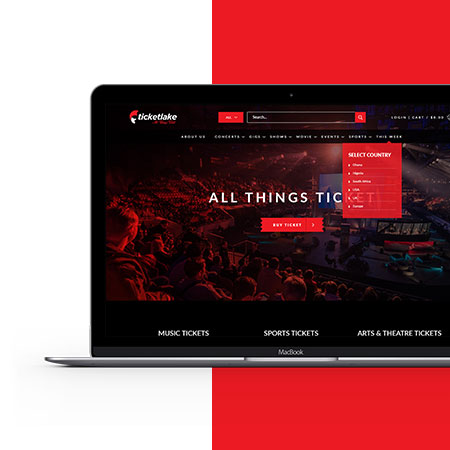 ticketlake
ALL
Search...
LOGIN | CART / $0.00
ABOUT US CONCERTS GIGS SHOWS MOVIE EVENTS SPORTS THIS WEEK
SELECT COUNTRY
Ghana
Nigeria
South Africa
USA
UK
Europe
ALL THINGS TICKET
BUY TICKET
MUSIC TICKETS SPORTS TICKETS ARTS & THEATRE TICKETS
MacBook